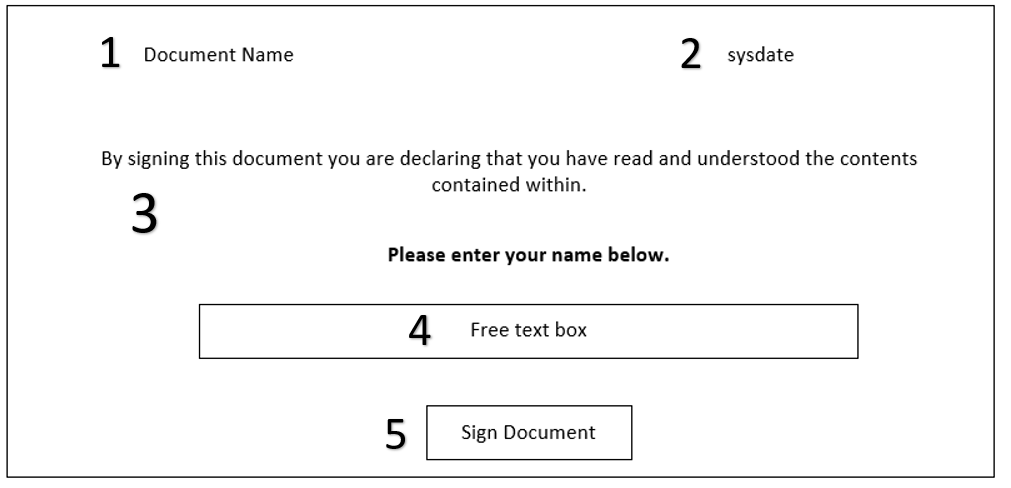 1 Document Name 2 sysdate
By signing this document you are declaring that you have read and understood the contents
contained within.
3
Please enter your name below.
4 Free text box
5 Sign Document